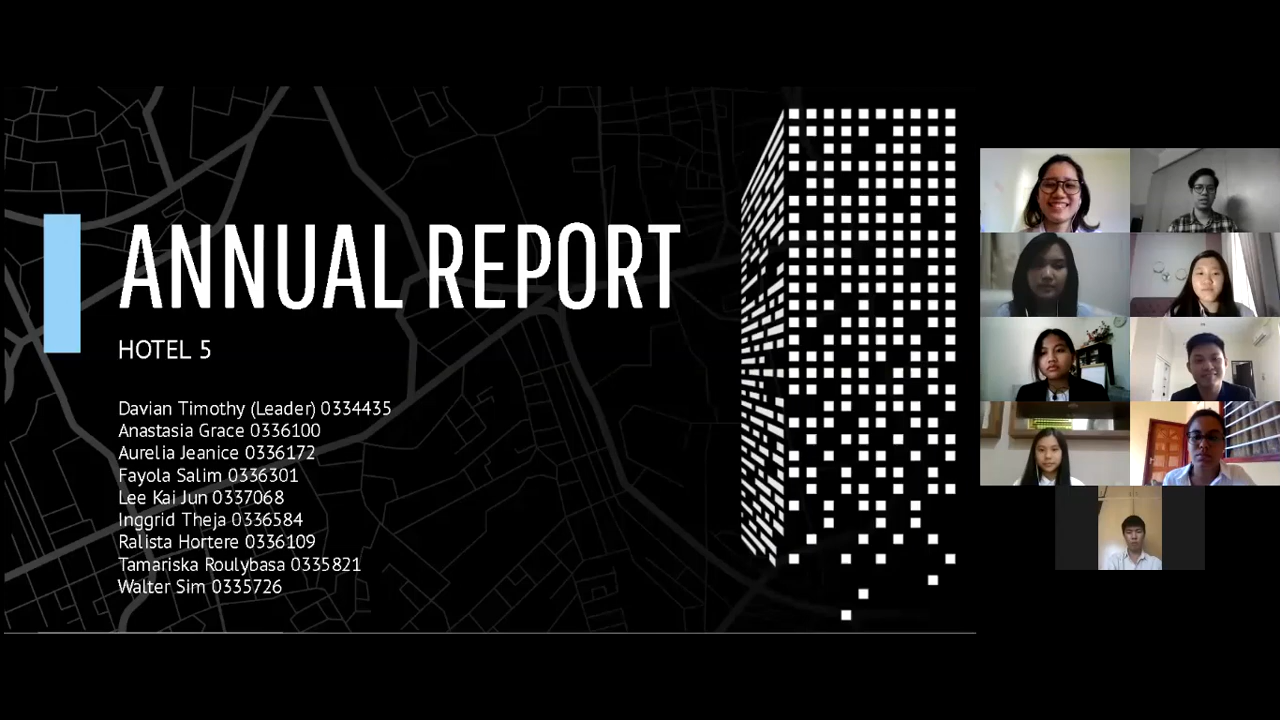 ANNUAL REPORT
HOTEL 5
Davian Timothy (Leader) 0334435
Anastasia Grace 0336100
Aurelia Jeanice 0336172
Fayola Salim 0336301
Lee Kai Jun 0337068
Inggrid Theja 0336584
Ralista Hortere 0336109
Tamariska Roulybasa 0335821
Walter Sim 0335726